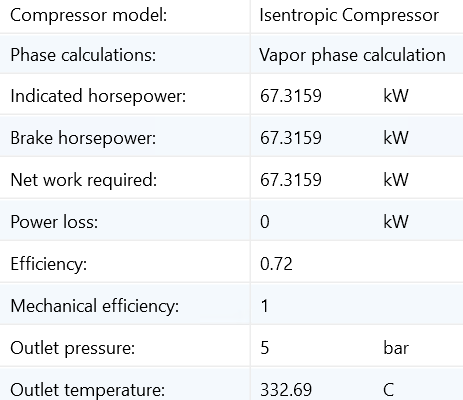 Compressor model: Isentropic Compressor
Phase calculations: Vapor phase calculation
Indicated horsepower: 67.3159 kW
Brake horsepower: 67.3159 kW
Net work required: 67.3159 kW
Power loss: 0 kW
Efficiency: 0.72
Mechanical efficiency: 1
Outlet pressure: 5 bar
Outlet temperature: 332.69 C